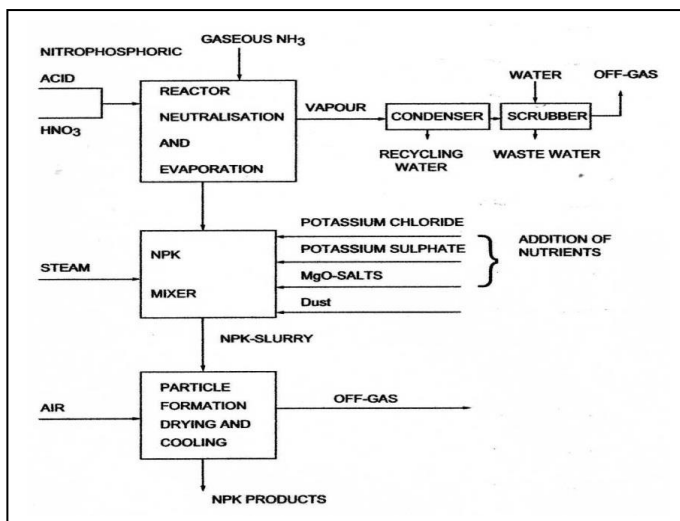 GASEOUS NH3
NITROPHOSPHORIC
ACID
HNO3
REACTOR
NEUTRALISATION
AND
EVAPORATION
VAPOUR
CONDENSER
RECYCLING
WATER
WATER
SCRUBBER
WASTE WATER
OFF-GAS
STEAM
NPK
MIXER
POTASSIUM CHLORIDE
POTASSIUM SULPHATE
MgO-SALTS
Dust
ADDITION OF
NUTRIENTS
NPK-SLURRY
AIR
PARTICLE
FORMATION
DRYING AND
COOLING
OFF-GAS
NPK PRODUCTS